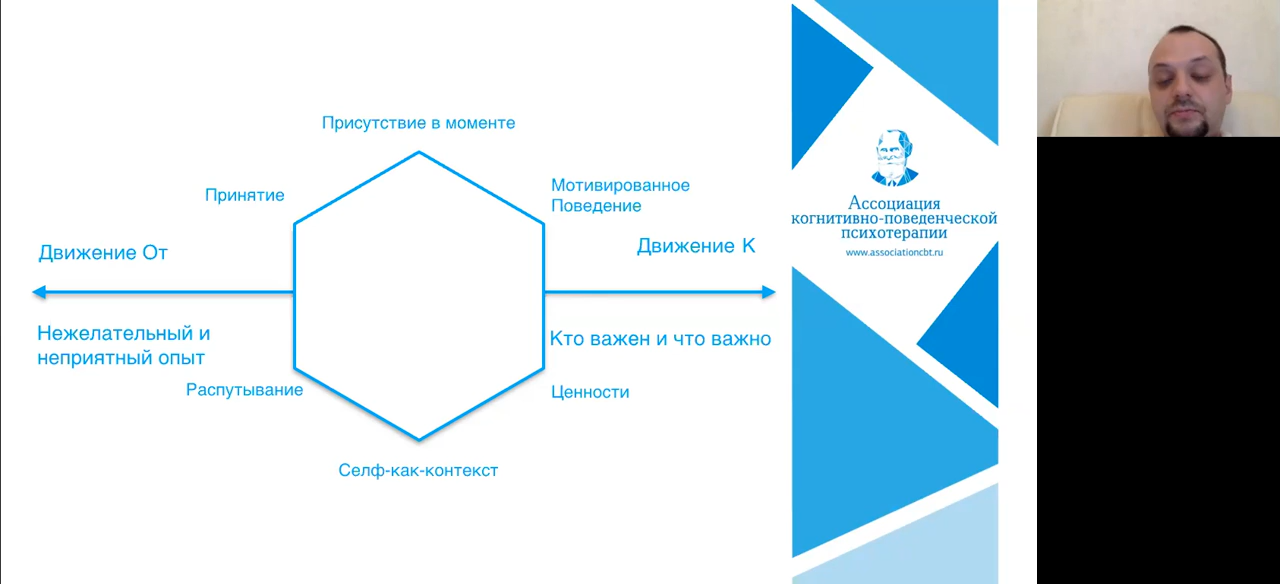 Присутствие в моменте
Принятие
Мотивированное
Поведение
Движение От
Движение К
Нежелательный и
неприятный опыт
Кто важен и что важно
Распутывание
Ценности
Селф-как-контекст
Ассоциация
когнитивно-поведенческой
психотерапии
www.associationcbt.ru